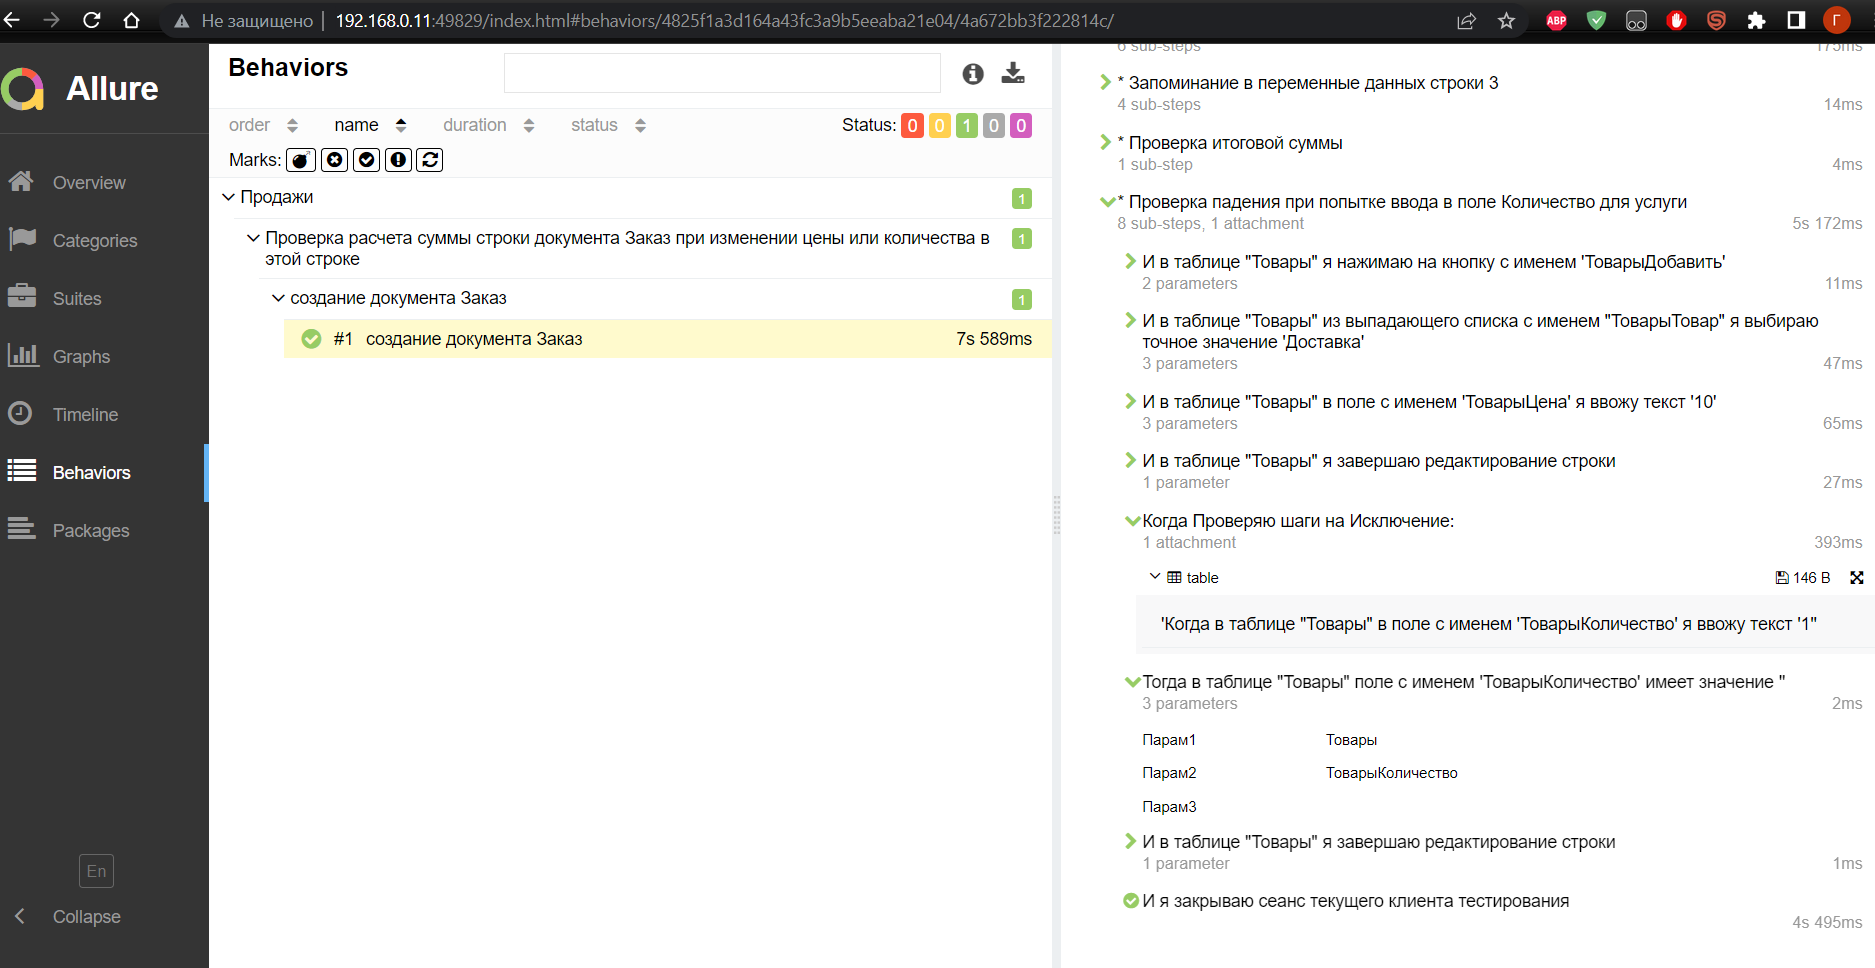 Не защищено
192.168.0.11:49829/index.html#behaviors/4825f1a3d164a43fc3a9b5eeaba21e04/4a672bb3f222814c/
ABP
Г
Allure
Overview
Categories
Suites
Graphs
Timeline
Behaviors
Packages
En
Collapse
Behaviors
order name duration status Status: 0 0 1 0 0
Marks:
Продажи 1
Проверка расчета суммы строки документа Заказ при изменении цены или количества в
этой строке 1
создание документа Заказ 1
#1 создание документа Заказ 7s 589ms
6 sub-steps 175ms
* Запоминание в переменные данных строки 3
4 sub-steps 14ms
* Проверка итоговой суммы
1 sub-step 4ms
* Проверка падения при попытке ввода в поле Количество для услуги
8 sub-steps, 1 attachment 5s 172ms
И в таблице "Товары" я нажимаю на кнопку с именем 'ТоварыДобавить'
2 parameters 11ms
И в таблице "Товары" из выпадающего списка с именем "ТоварыТовар" я выбираю
точное значение 'Доставка'
3 parameters 47ms
И в таблице "Товары" в поле с именем 'ТоварыЦена' я ввожу текст '10'
3 parameters 65ms
И в таблице "Товары" я завершаю редактирование строки
1 parameter 27ms
Когда Проверяю шаги на Исключение:
1 attachment 393ms
table 146 B
'Когда в таблице "Товары" в поле с именем 'ТоварыКоличество' я ввожу текст '1''
Тогда в таблице "Товары" поле с именем 'ТоварыКоличество' имеет значение ''
3 parameters 2ms
Парам1 Товары
Парам2 ТоварыКоличество
Парам3
И в таблице "Товары" я завершаю редактирование строки
1 parameter 1ms
И я закрываю сеанс текущего клиента тестирования
4s 495ms